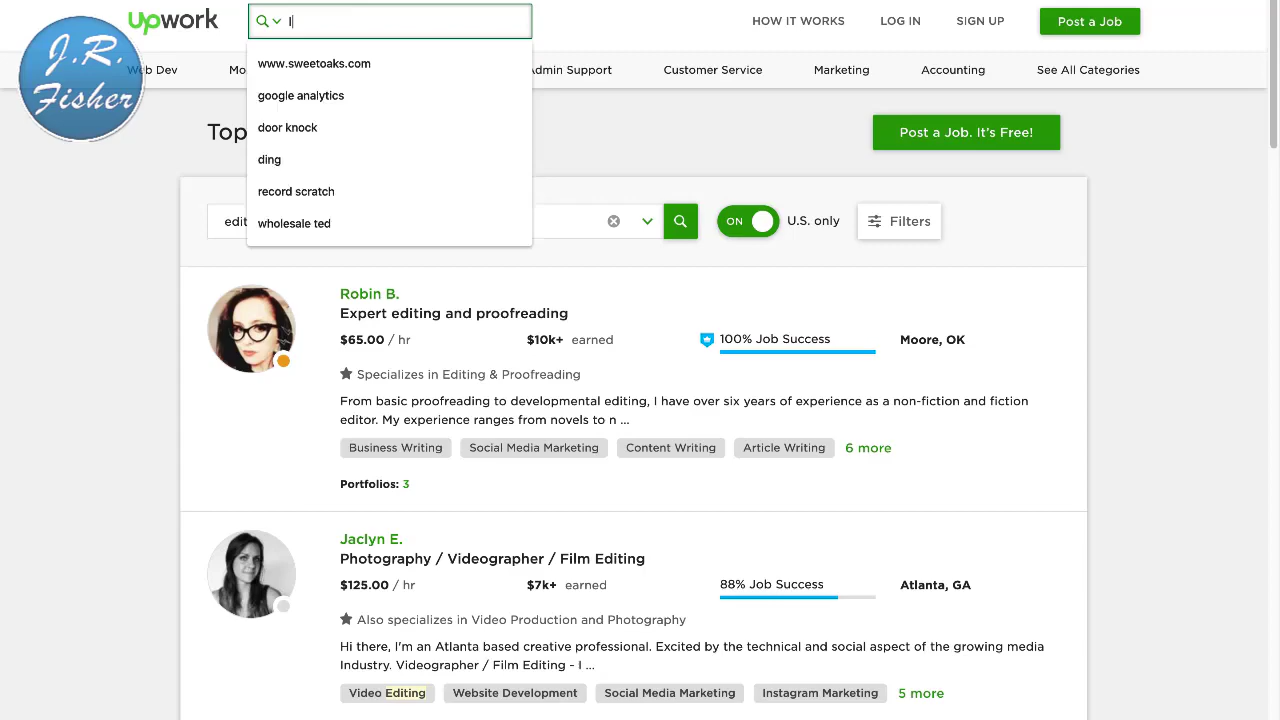 upwork
HOW IT WORKS
LOG IN
SIGN UP
Post a Job
J.R.
Fisher
Web Dev
Mo
Admin Support
Customer Service
Marketing
Accounting
See All Categories
www.sweetoaks.com
google analytics
door knock
ding
record scratch
wholesale ted
Top
Post a Job. It's Free!
edit
ON
U.S. only
Filters
Robin B.
Expert editing and proofreading
$65.00 / hr
$10k+ earned
100% Job Success
Moore, OK
Specializes in Editing & Proofreading
From basic proofreading to developmental editing, I have over six years of experience as a non-fiction and fiction
editor. My experience ranges from novels to n ...
Business Writing
Social Media Marketing
Content Writing
Article Writing
6 more
Portfolios: 3
Jaclyn E.
Photography / Videographer / Film Editing
$125.00 / hr
$7k+ earned
88% Job Success
Atlanta, GA
Also specializes in Video Production and Photography
Hi there, I'm an Atlanta based creative professional. Excited by the technical and social aspect of the growing media
Industry. Videographer / Film Editing - I ...
Video Editing
Website Development
Social Media Marketing
Instagram Marketing
5 more